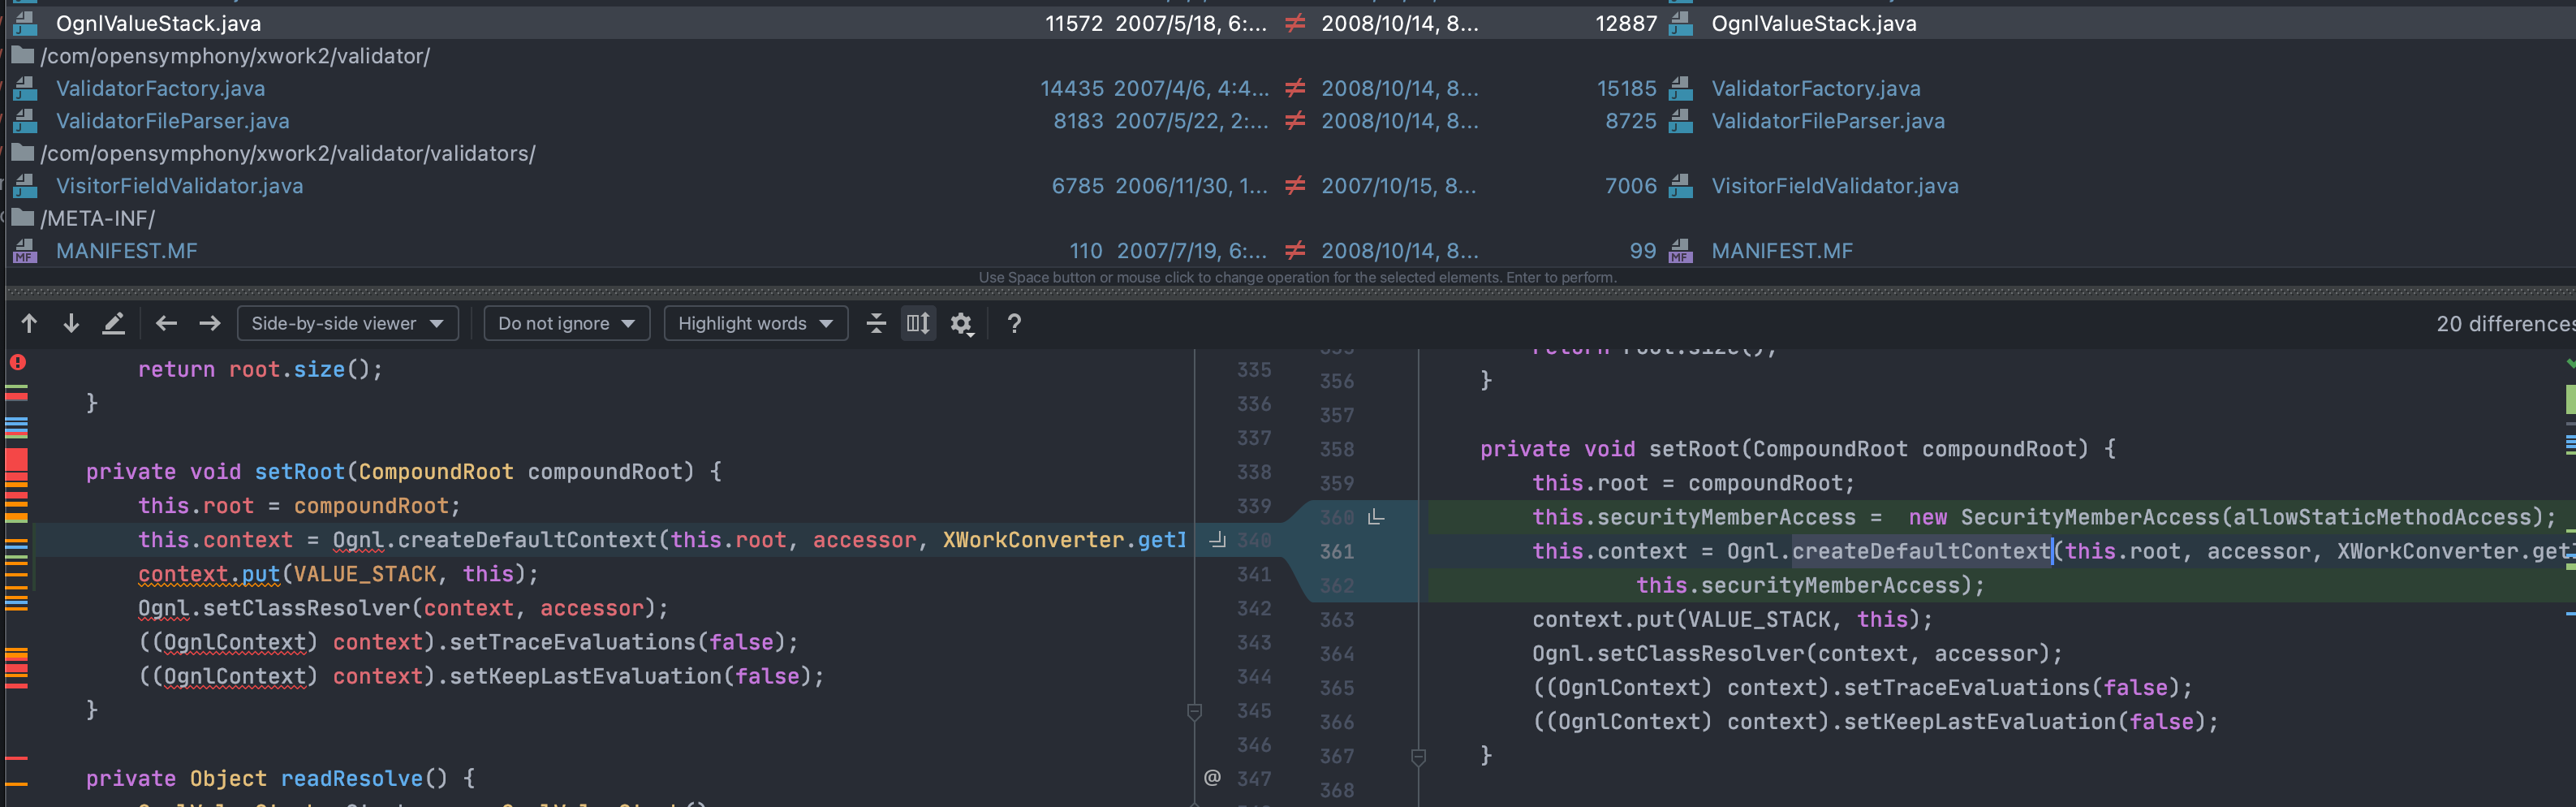 OgnlValueStack.java 11572 2007/5/18, 6:... ≠ 2008/10/14, 8... 12887 OgnlValueStack.java
/com/opensymphony/xwork2/validator/
ValidatorFactory.java 14435 2007/4/6, 4:4... ≠ 2008/10/14, 8... 15185 ValidatorFactory.java
ValidatorFileParser.java 8183 2007/5/22, 2:... ≠ 2008/10/14, 8... 8725 ValidatorFileParser.java
/com/opensymphony/xwork2/validator/validators/
VisitorFieldValidator.java 6785 2006/11/30, 1... ≠ 2007/10/15, 8... 7006 VisitorFieldValidator.java
/META-INF/
MANIFEST.MF 110 2007/7/19, 6:... ≠ 2008/10/14, 8... 99 MANIFEST.MF
Use Space button or mouse click to change operation for the selected elements. Enter to perform.
Side-by-side viewer Do not ignore Highlight words ? 20 differences
return root.size(); 335
} 336
337
private void setRoot(CompoundRoot compoundRoot) { 338
this.root = compoundRoot; 339
this.context = Ognl.createDefaultContext(this.root, accessor, XWorkConverter.getI 340
context.put(VALUE_STACK, this); 341
Ognl.setClassResolver(context, accessor); 342
((OgnlContext) context).setTraceEvaluations(false); 343
((OgnlContext) context).setKeepLastEvaluation(false); 344
} 345
346
private Object readResolve() { @ 347
return root.size();
356 }
357
358 private void setRoot(CompoundRoot compoundRoot) {
359 this.root = compoundRoot;
360 this.securityMemberAccess = new SecurityMemberAccess(allowStaticMethodAccess);
361 this.context = Ognl.createDefaultContext(this.root, accessor, XWorkConverter.get
362 this.securityMemberAccess);
363 context.put(VALUE_STACK, this);
364 Ognl.setClassResolver(context, accessor);
365 ((OgnlContext) context).setTraceEvaluations(false);
366 ((OgnlContext) context).setKeepLastEvaluation(false);
367 }
368